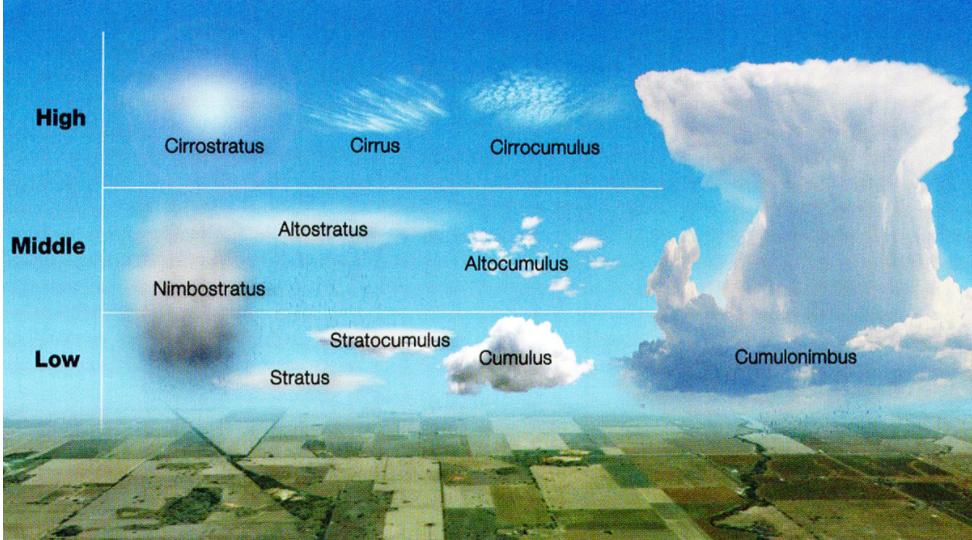 High
Cirrostratus
Cirrus
Cirrocumulus
Middle
Altostratus
Altocumulus
Nimbostratus
Low
Stratocumulus
Cumulus
Cumulonimbus
Stratus